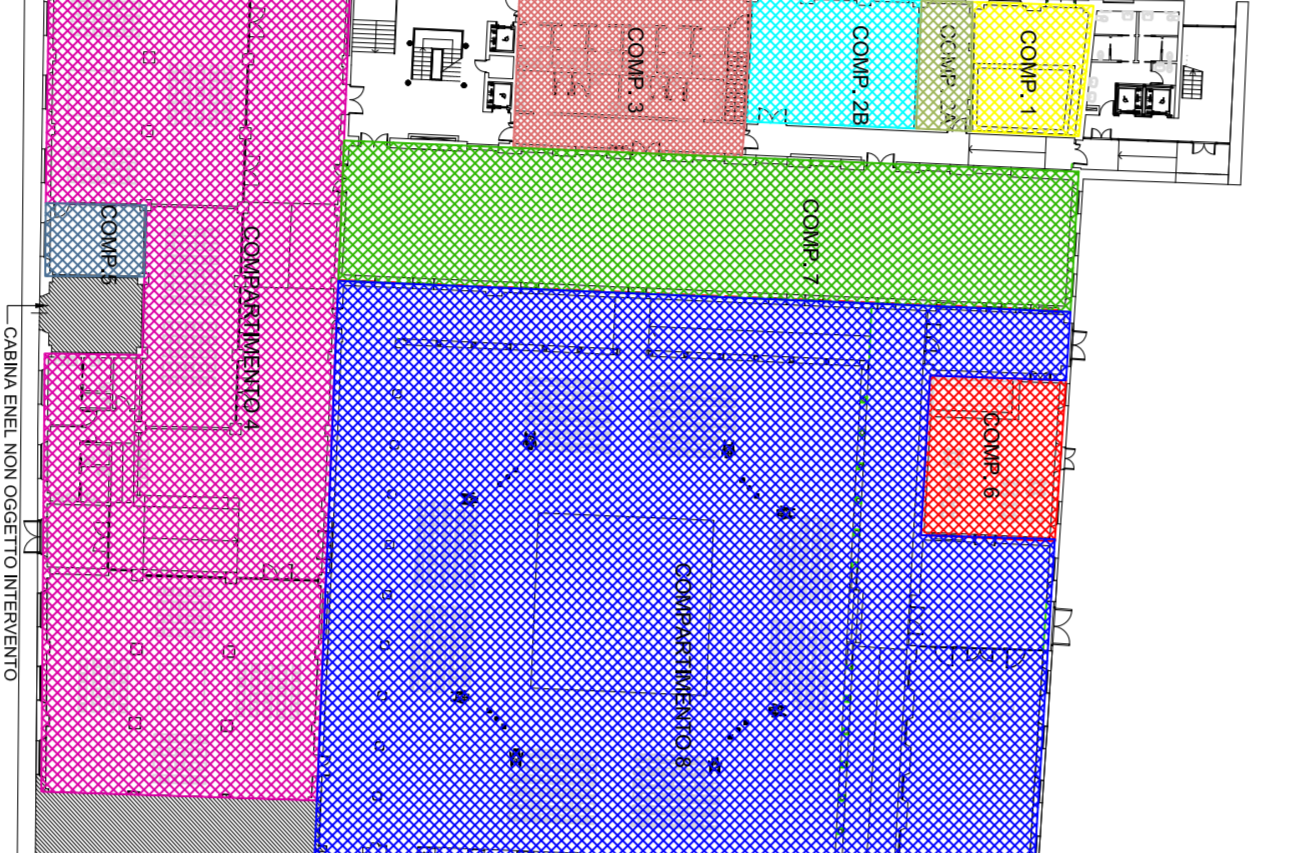 COMP. 3
COMP. 2B
COMP. 2A
COMP. 1
COMP.5
COMPARTIMENTO 4
COMP.7
COMP. 6
COMPARTIMENTO 8
CABINA ENEL NON OGGETTO INTERVENTO